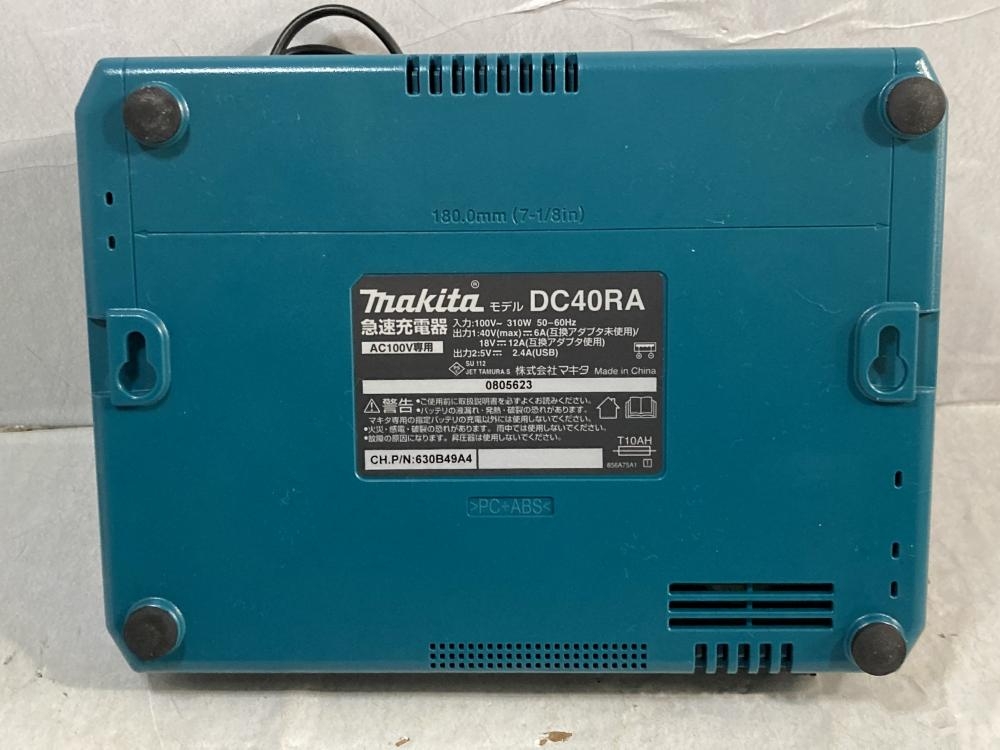 180.0mm (7-1/8in)
makita® モデル DC40RA
急速充電器
AC100V専用
入力:100V~ 310W 50-60Hz
出力1:40V(max)⎓6A(互換アダプタ未使用)/
18V⎓12A(互換アダプタ使用)
出力2:5V⎓ 2.4A(USB)
SU 112
JET TAMURA S 株式会社マキタ Made in China
0805623
警告 •ご使用前に取扱説明書を必ずよくお読みください。
•バッテリの液漏れ・発熱・破裂の恐れがあります。
マキタ専用の指定バッテリの充電以外には使用しないでください。
•火災・感電・破裂の恐れあり。雨中では使用しないでください。
•故障の原因になります。昇圧器は使用しないでください。
T10AH
CH.P/N:630B49A4
856A75A1
>PC+ABS<